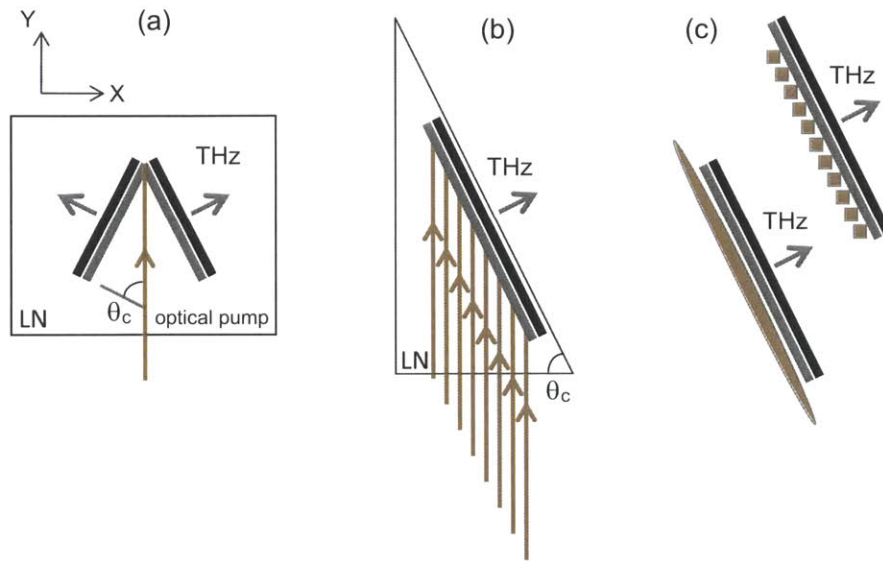 Y
X
(a)
THz
θc
LN
optical pump
(b)
THz
LN
θc
(c)
THz
THz